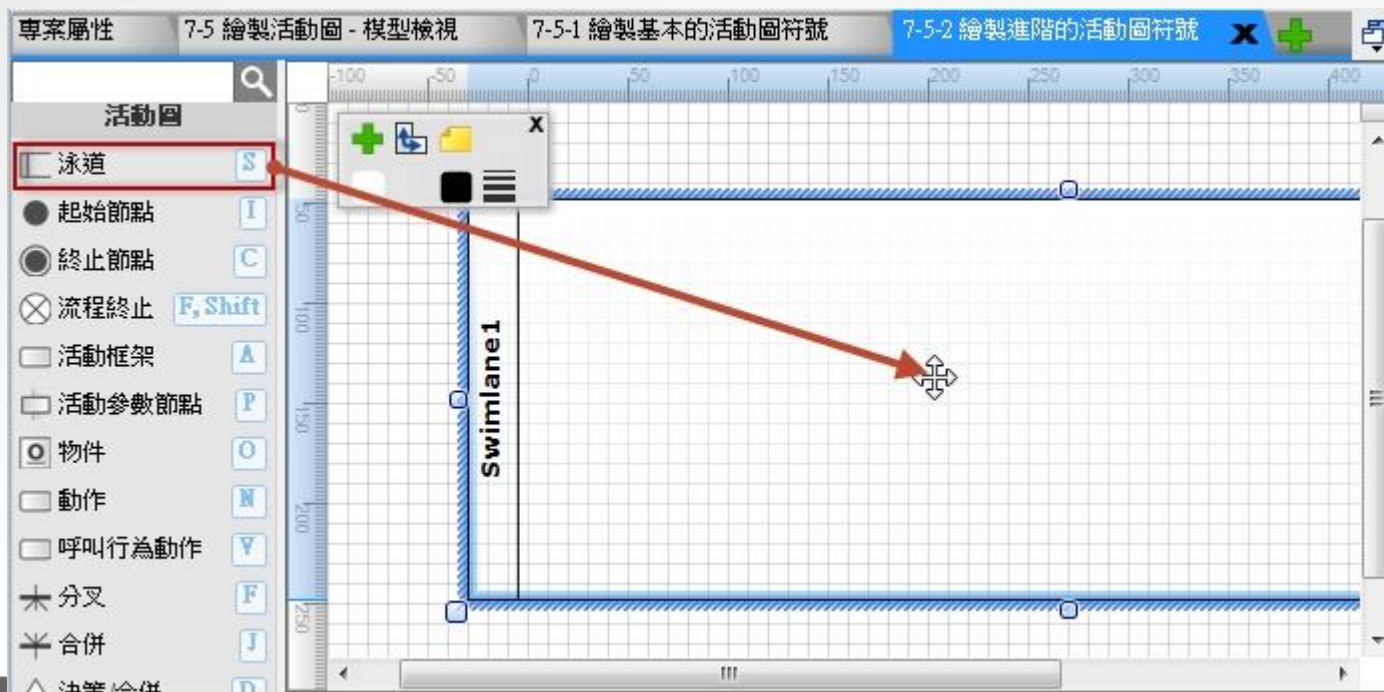 專案屬性
7-5 繪製活動圖 - 模型檢視
7-5-1 繪製基本的活動圖符號
7-5-2 繪製進階的活動圖符號
-100 -50 0 50 100 150 200 250 300 350 400
活動圖
泳道 S
起始節點 I
終止節點 C
流程終止 F, Shift
活動框架 A
活動參數節點 P
物件 O
動作 N
呼叫行為動作 Y
分叉 F
合併 J
決策/合併 D
0
50
100
150
200
250
Swimlane1